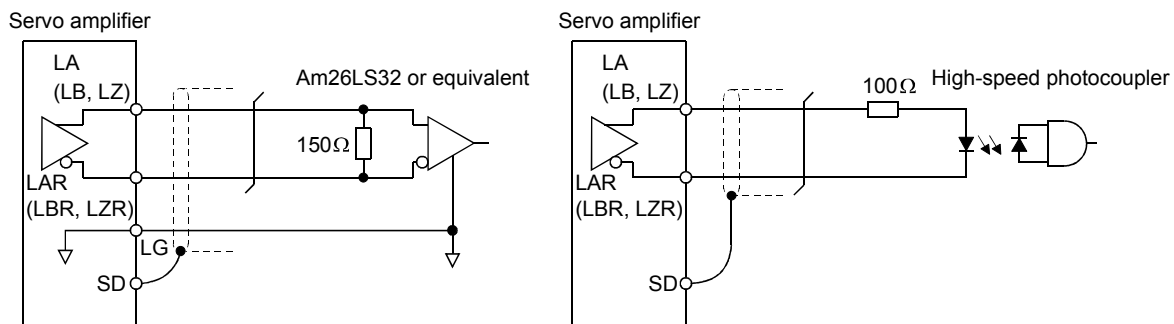 Servo amplifier
LA
(LB, LZ)
Am26LS32 or equivalent
150Ω
LAR
(LBR, LZR)
LG
SD
Servo amplifier
LA
(LB, LZ)
100Ω
High-speed photocoupler
LAR
(LBR, LZR)
SD